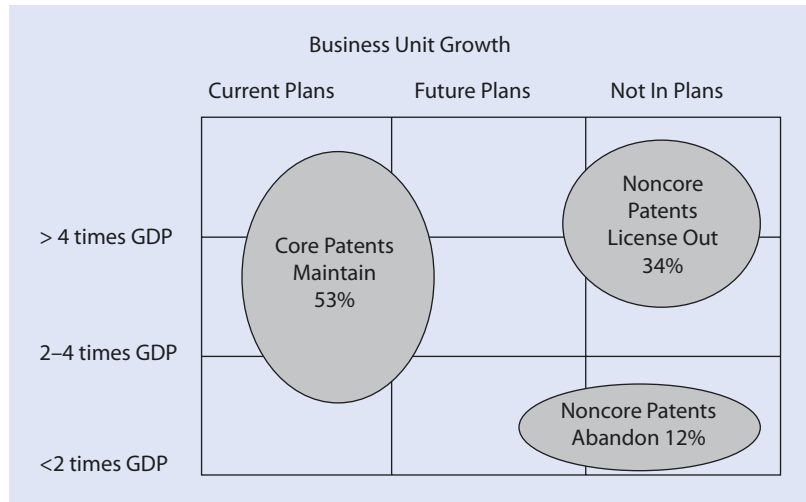 Business Unit Growth
Current Plans Future Plans Not In Plans
> 4 times GDP
2–4 times GDP
<2 times GDP
Core Patents
Maintain
53%
Noncore
Patents
License Out
34%
Noncore Patents
Abandon 12%